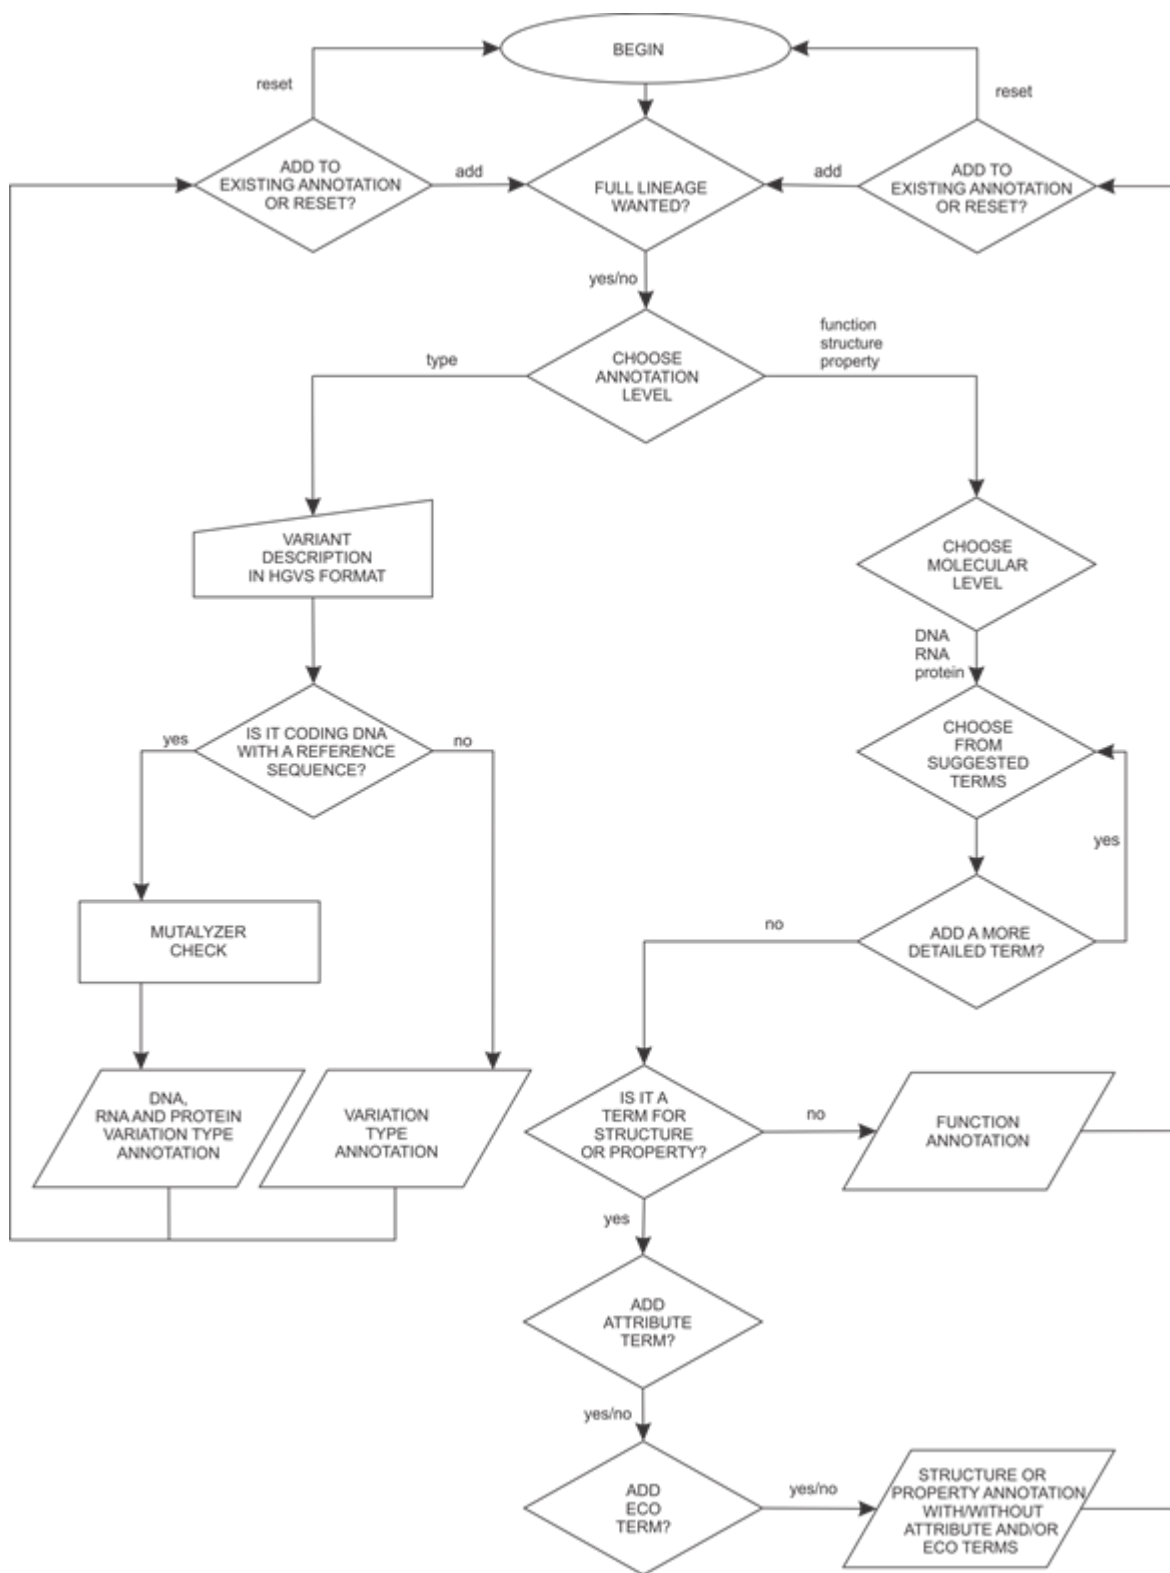 BEGIN
reset
reset
ADD TO
EXISTING ANNOTATION
OR RESET?
add
FULL LINEAGE
WANTED?
add
ADD TO
EXISTING ANNOTATION
OR RESET?
yes/no
function
structure
property
type
CHOOSE
ANNOTATION
LEVEL
VARIANT
DESCRIPTION
IN HGVS FORMAT
CHOOSE
MOLECULAR
LEVEL
DNA
RNA
protein
IS IT CODING DNA
WITH A REFERENCE
SEQUENCE?
yes
no
CHOOSE
FROM
SUGGESTED
TERMS
yes
MUTALYZER
CHECK
no
ADD A MORE
DETAILED TERM?
DNA,
RNA AND PROTEIN
VARIATION TYPE
ANNOTATION
VARIATION
TYPE
ANNOTATION
IS IT A
TERM FOR
STRUCTURE
OR PROPERTY?
no
FUNCTION
ANNOTATION
yes
ADD
ATTRIBUTE
TERM?
yes/no
ADD
ECO
TERM?
yes/no
STRUCTURE OR
PROPERTY ANNOTATION
WITH/WITHOUT
ATTRIBUTE AND/OR
ECO TERMS